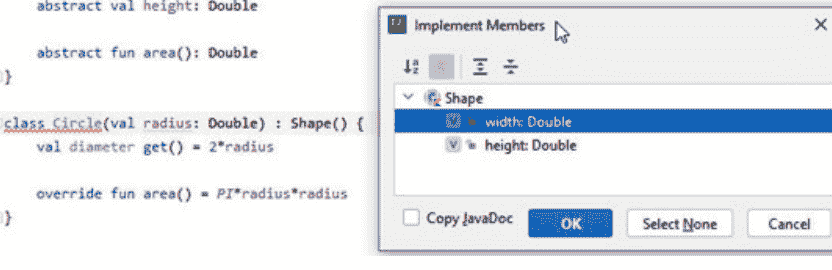 abstract val height: Double
abstract fun area(): Double
}
class Circle(val radius: Double) : Shape() {
val diameter get() = 2*radius
override fun area() = PI*radius*radius
}
Implement Members
Shape
width: Double
height: Double
Copy JavaDoc
OK
Select None
Cancel